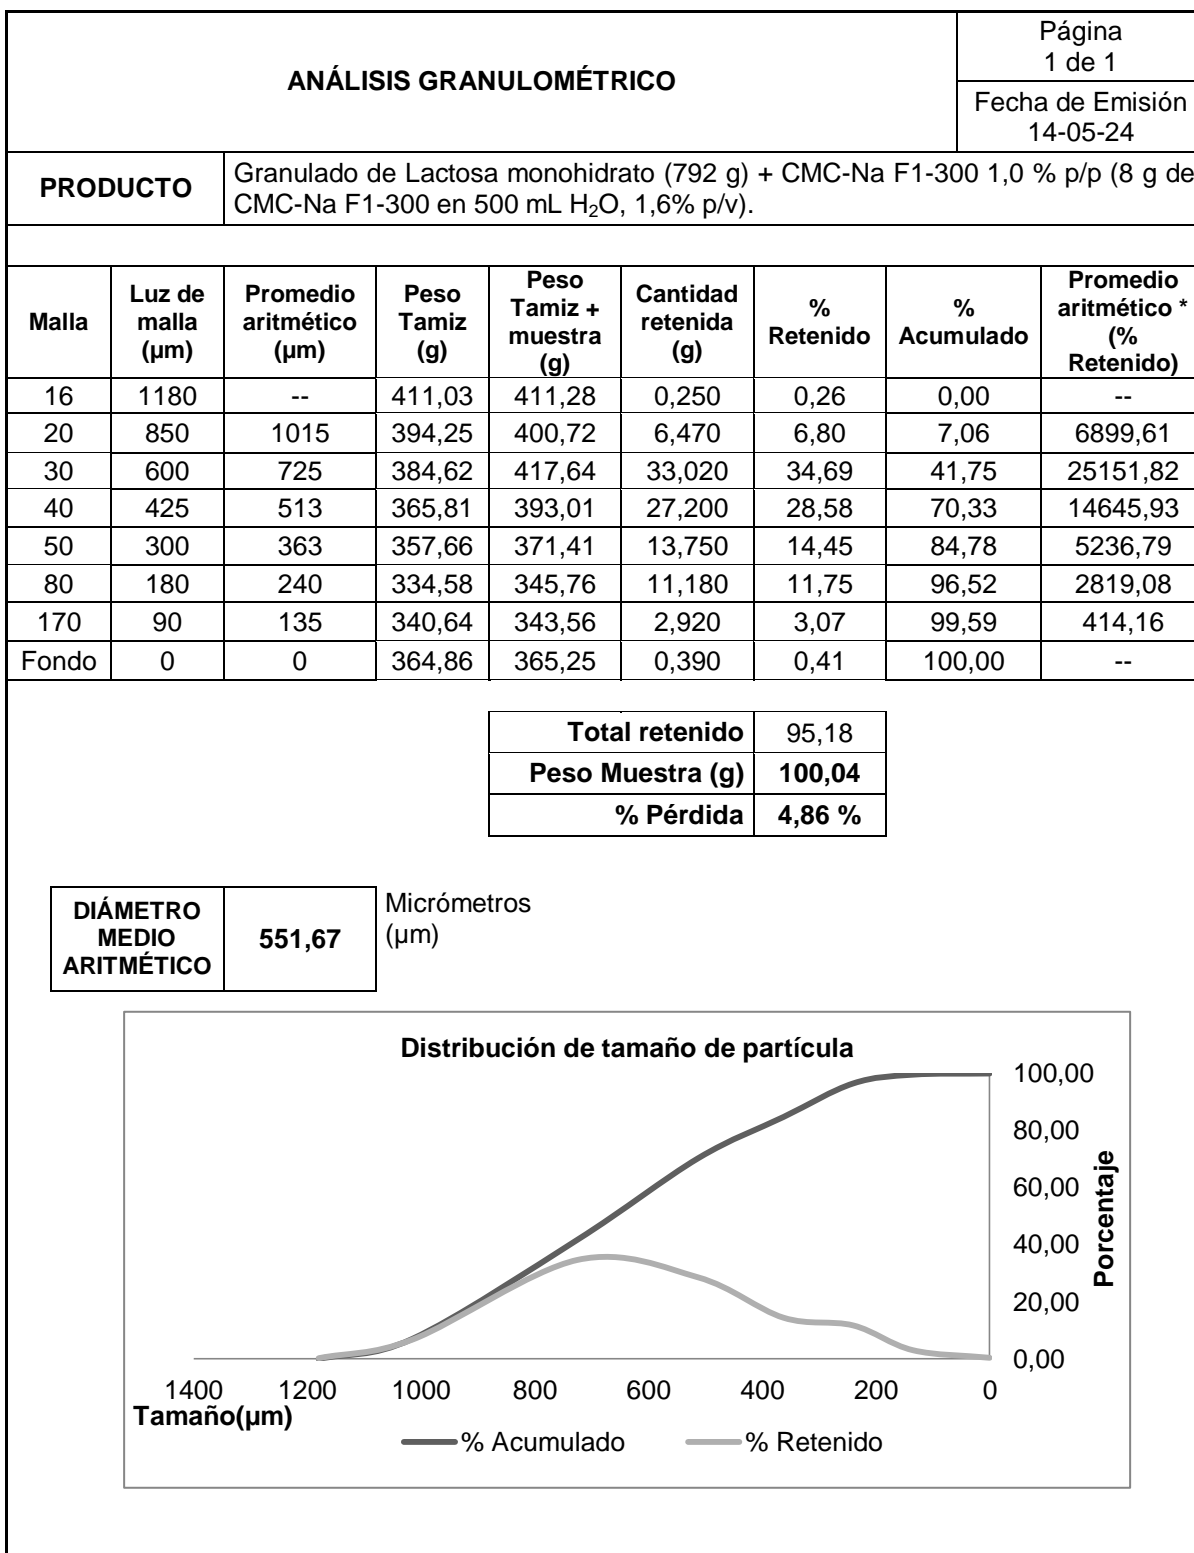 ANÁLISIS GRANULOMÉTRICO
Página
1 de 1
Fecha de Emisión
14-05-24
PRODUCTO
Granulado de Lactosa monohidrato (792 g) + CMC-Na F1-300 1,0 % p/p (8 g de
CMC-Na F1-300 en 500 mL H₂O, 1,6% p/v).
Malla Luz de malla (µm) Promedio aritmético (µm) Peso Tamiz (g) Peso Tamiz + muestra (g) Cantidad retenida (g) % Retenido % Acumulado Promedio aritmético * (% Retenido)
16 1180 -- 411,03 411,28 0,250 0,26 0,00 --
20 850 1015 394,25 400,72 6,470 6,80 7,06 6899,61
30 600 725 384,62 417,64 33,020 34,69 41,75 25151,82
40 425 513 365,81 393,01 27,200 28,58 70,33 14645,93
50 300 363 357,66 371,41 13,750 14,45 84,78 5236,79
80 180 240 334,58 345,76 11,180 11,75 96,52 2819,08
170 90 135 340,64 343,56 2,920 3,07 99,59 414,16
Fondo 0 0 364,86 365,25 0,390 0,41 100,00 --
Total retenido 95,18
Peso Muestra (g) 100,04
% Pérdida 4,86 %
DIÁMETRO
MEDIO
ARITMÉTICO
551,67
Micrómetros
(µm)
Distribución de tamaño de partícula
100,00
80,00
60,00
40,00
20,00
0,00
Porcentaje
1400 1200 1000 800 600 400 200 0
Tamaño(µm)
% Acumulado % Retenido